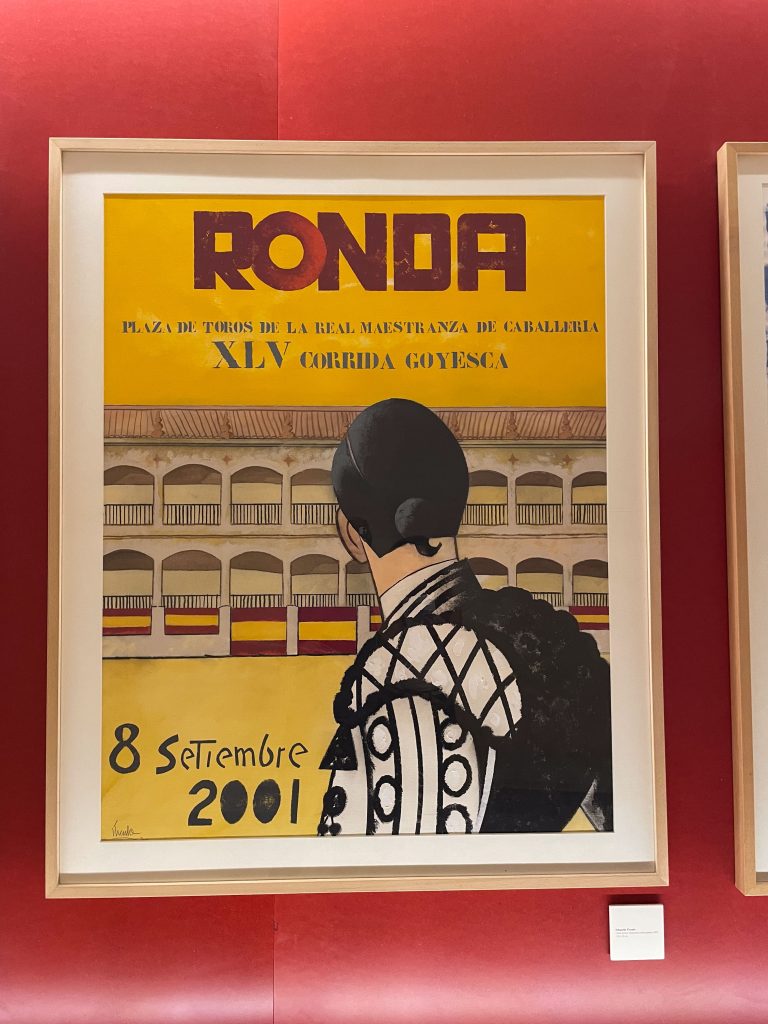 RONDA
PLAZA DE TOROS DE LA REAL MAESTRANZA DE CABALLERIA
XLV CORRIDA GOYESCA
8 Setiembre
2001